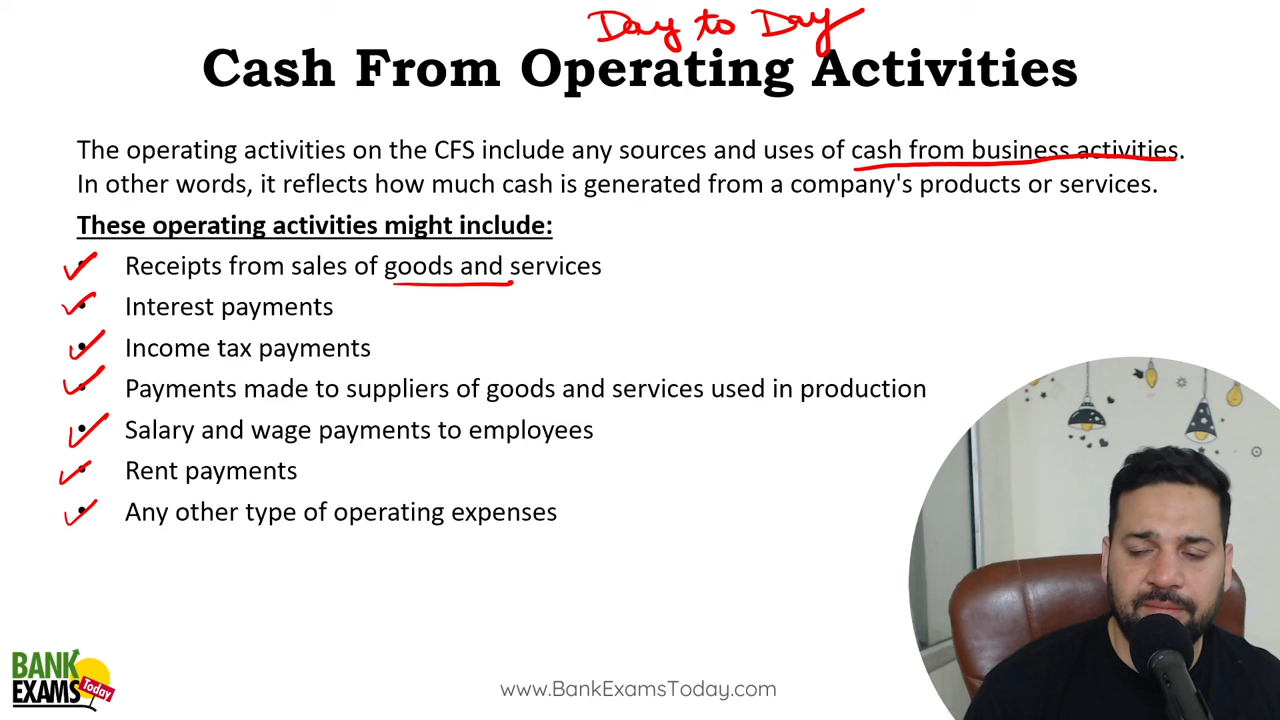 Day to Day
Cash From Operating Activities
The operating activities on the CFS include any sources and uses of cash from business activities.
In other words, it reflects how much cash is generated from a company's products or services.
These operating activities might include:
• Receipts from sales of goods and services
• Interest payments
• Income tax payments
• Payments made to suppliers of goods and services used in production
• Salary and wage payments to employees
• Rent payments
• Any other type of operating expenses
BANK
EXAMS
Today
www.BankExamsToday.com